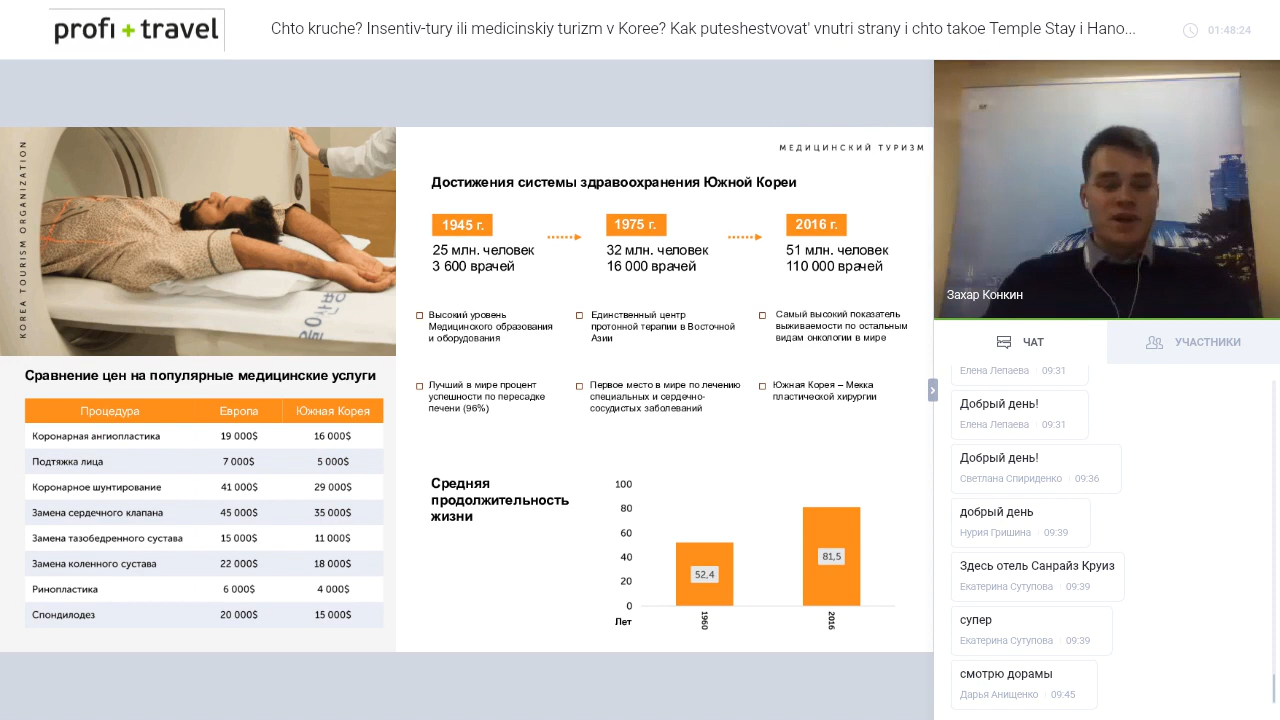 profi + travel
Chto kruche? Insentiv-tury ili medicinskiy turizm v Koree? Kak puteshestvovat' vnutri strany i chto takoe Temple Stay i Hano...
01:48:24
KOREA TOURISM ORGANIZATION
МЕДИЦИНСКИЙ ТУРИЗМ
Достижения системы здравоохранения Южной Кореи
1945 г.
25 млн. человек
3 600 врачей
1975 г.
32 млн. человек
16 000 врачей
2016 г.
51 млн. человек
110 000 врачей
Высокий уровень
Медицинского образования
и оборудования
Единственный центр
протонной терапии в Восточной
Азии
Самый высокий показатель
выживаемости по остальным
видам онкологии в мире
Лучший в мире процент
успешности по пересадке
печени (96%)
Первое место в мире по лечению
специальных и сердечно-
сосудистых заболеваний
Южная Корея – Мекка
пластической хирургии
Сравнение цен на популярные медицинские услуги
Процедура Европа Южная Корея
Коронарная ангиопластика 19 000$ 16 000$
Подтяжка лица 7 000$ 5 000$
Коронарное шунтирование 41 000$ 29 000$
Замена сердечного клапана 45 000$ 35 000$
Замена тазобедренного сустава 15 000$ 11 000$
Замена коленного сустава 22 000$ 18 000$
Ринопластика 6 000$ 4 000$
Спондилодез 20 000$ 15 000$
Средняя
продолжительность
жизни
100
80
60
40
20
0
Лет
52,4
81,5
1960
2016
Захар Конкин
ЧАТ
УЧАСТНИКИ
Елена Лепаева · 09:31
Добрый день!
Елена Лепаева · 09:31
Добрый день!
Светлана Спириденко · 09:36
добрый день
Нурия Гришина · 09:39
Здесь отель Санрайз Круиз
Екатерина Сутупова · 09:39
супер
Екатерина Сутупова · 09:39
смотрю дорамы
Дарья Анищенко · 09:45